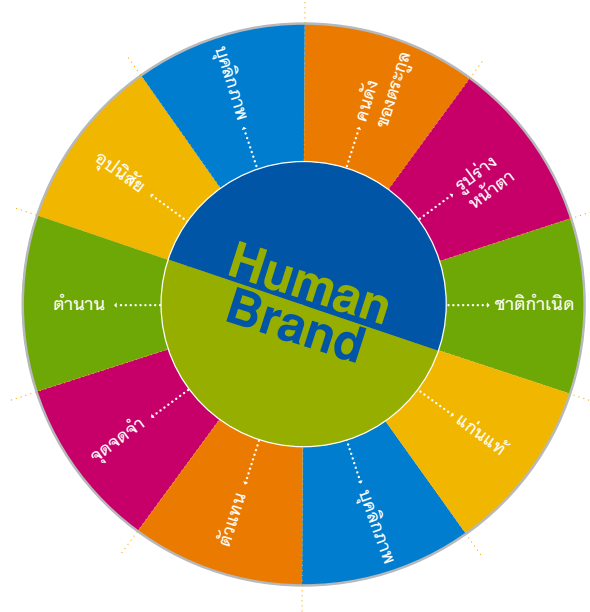 Human
Brand
คนดัง
ของตระกูล
รูปร่าง
หน้าตา
ชาติกำเนิด
แก่นแท้
บุคลิกภาพ
ตัวแทน
จุดจดจำ
ตำนาน
อุปนิสัย
บุคลิกภาพ